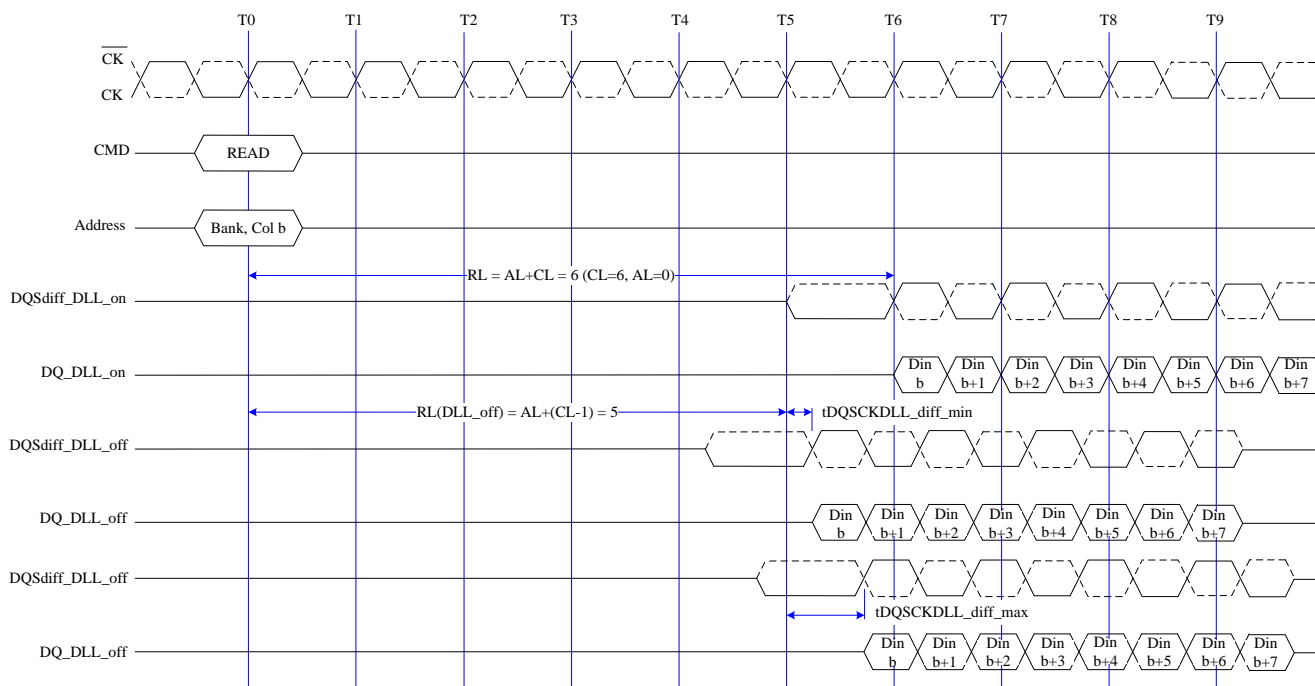 T0 T1 T2 T3 T4 T5 T6 T7 T8 T9
CK
CK
CMD READ
Address Bank, Col b
RL = AL+CL = 6 (CL=6, AL=0)
DQSdiff_DLL_on
DQ_DLL_on Din b Din b+1 Din b+2 Din b+3 Din b+4 Din b+5 Din b+6 Din b+7
RL(DLL_off) = AL+(CL-1) = 5 tDQSCKDLL_diff_min
DQSdiff_DLL_off
DQ_DLL_off Din b Din b+1 Din b+2 Din b+3 Din b+4 Din b+5 Din b+6 Din b+7
DQSdiff_DLL_off
tDQSCKDLL_diff_max
DQ_DLL_off Din b Din b+1 Din b+2 Din b+3 Din b+4 Din b+5 Din b+6 Din b+7